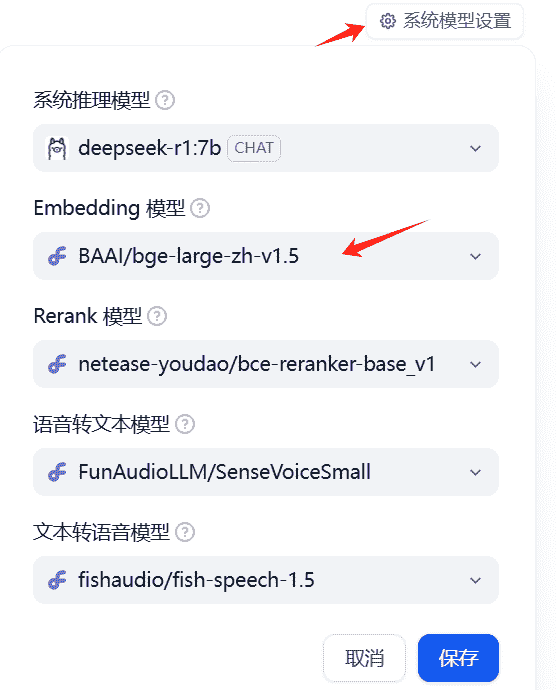 系统模型设置
系统推理模型 ?
deepseek-r1:7b CHAT
Embedding 模型 ?
BAAI/bge-large-zh-v1.5
Rerank 模型 ?
netease-youdao/bce-reranker-base_v1
语音转文本模型 ?
FunAudioLLM/SenseVoiceSmall
文本转语音模型 ?
fishaudio/fish-speech-1.5
取消 保存